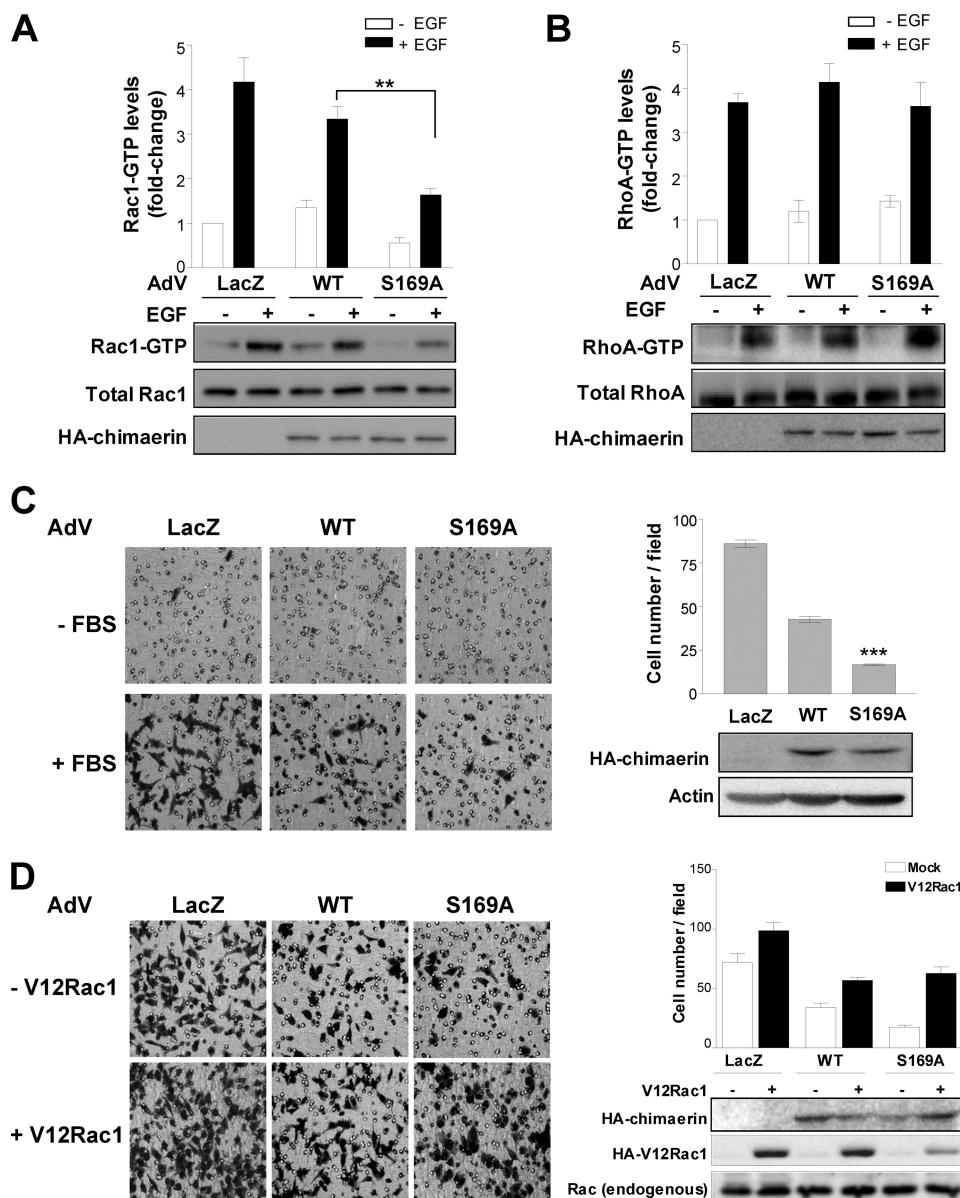 A
- EGF
+ EGF
Rac1-GTP levels
(fold-change)
5
4
3
2
1
0
AdV
LacZ WT S169A
EGF - + - + - +
**
Rac1-GTP
Total Rac1
HA-chimaerin
B
- EGF
+ EGF
RhoA-GTP levels
(fold-change)
5
4
3
2
1
0
AdV
LacZ WT S169A
EGF - + - + - +
RhoA-GTP
Total RhoA
HA-chimaerin
C
AdV LacZ WT S169A
- FBS
+ FBS
Cell number / field
100
75
50
25
0
***
LacZ WT S169A
HA-chimaerin
Actin
D
AdV LacZ WT S169A
- V12Rac1
+ V12Rac1
Mock
V12Rac1
Cell number / field
150
100
50
0
LacZ WT S169A
V12Rac1 - + - + - +
HA-chimaerin
HA-V12Rac1
Rac (endogenous)